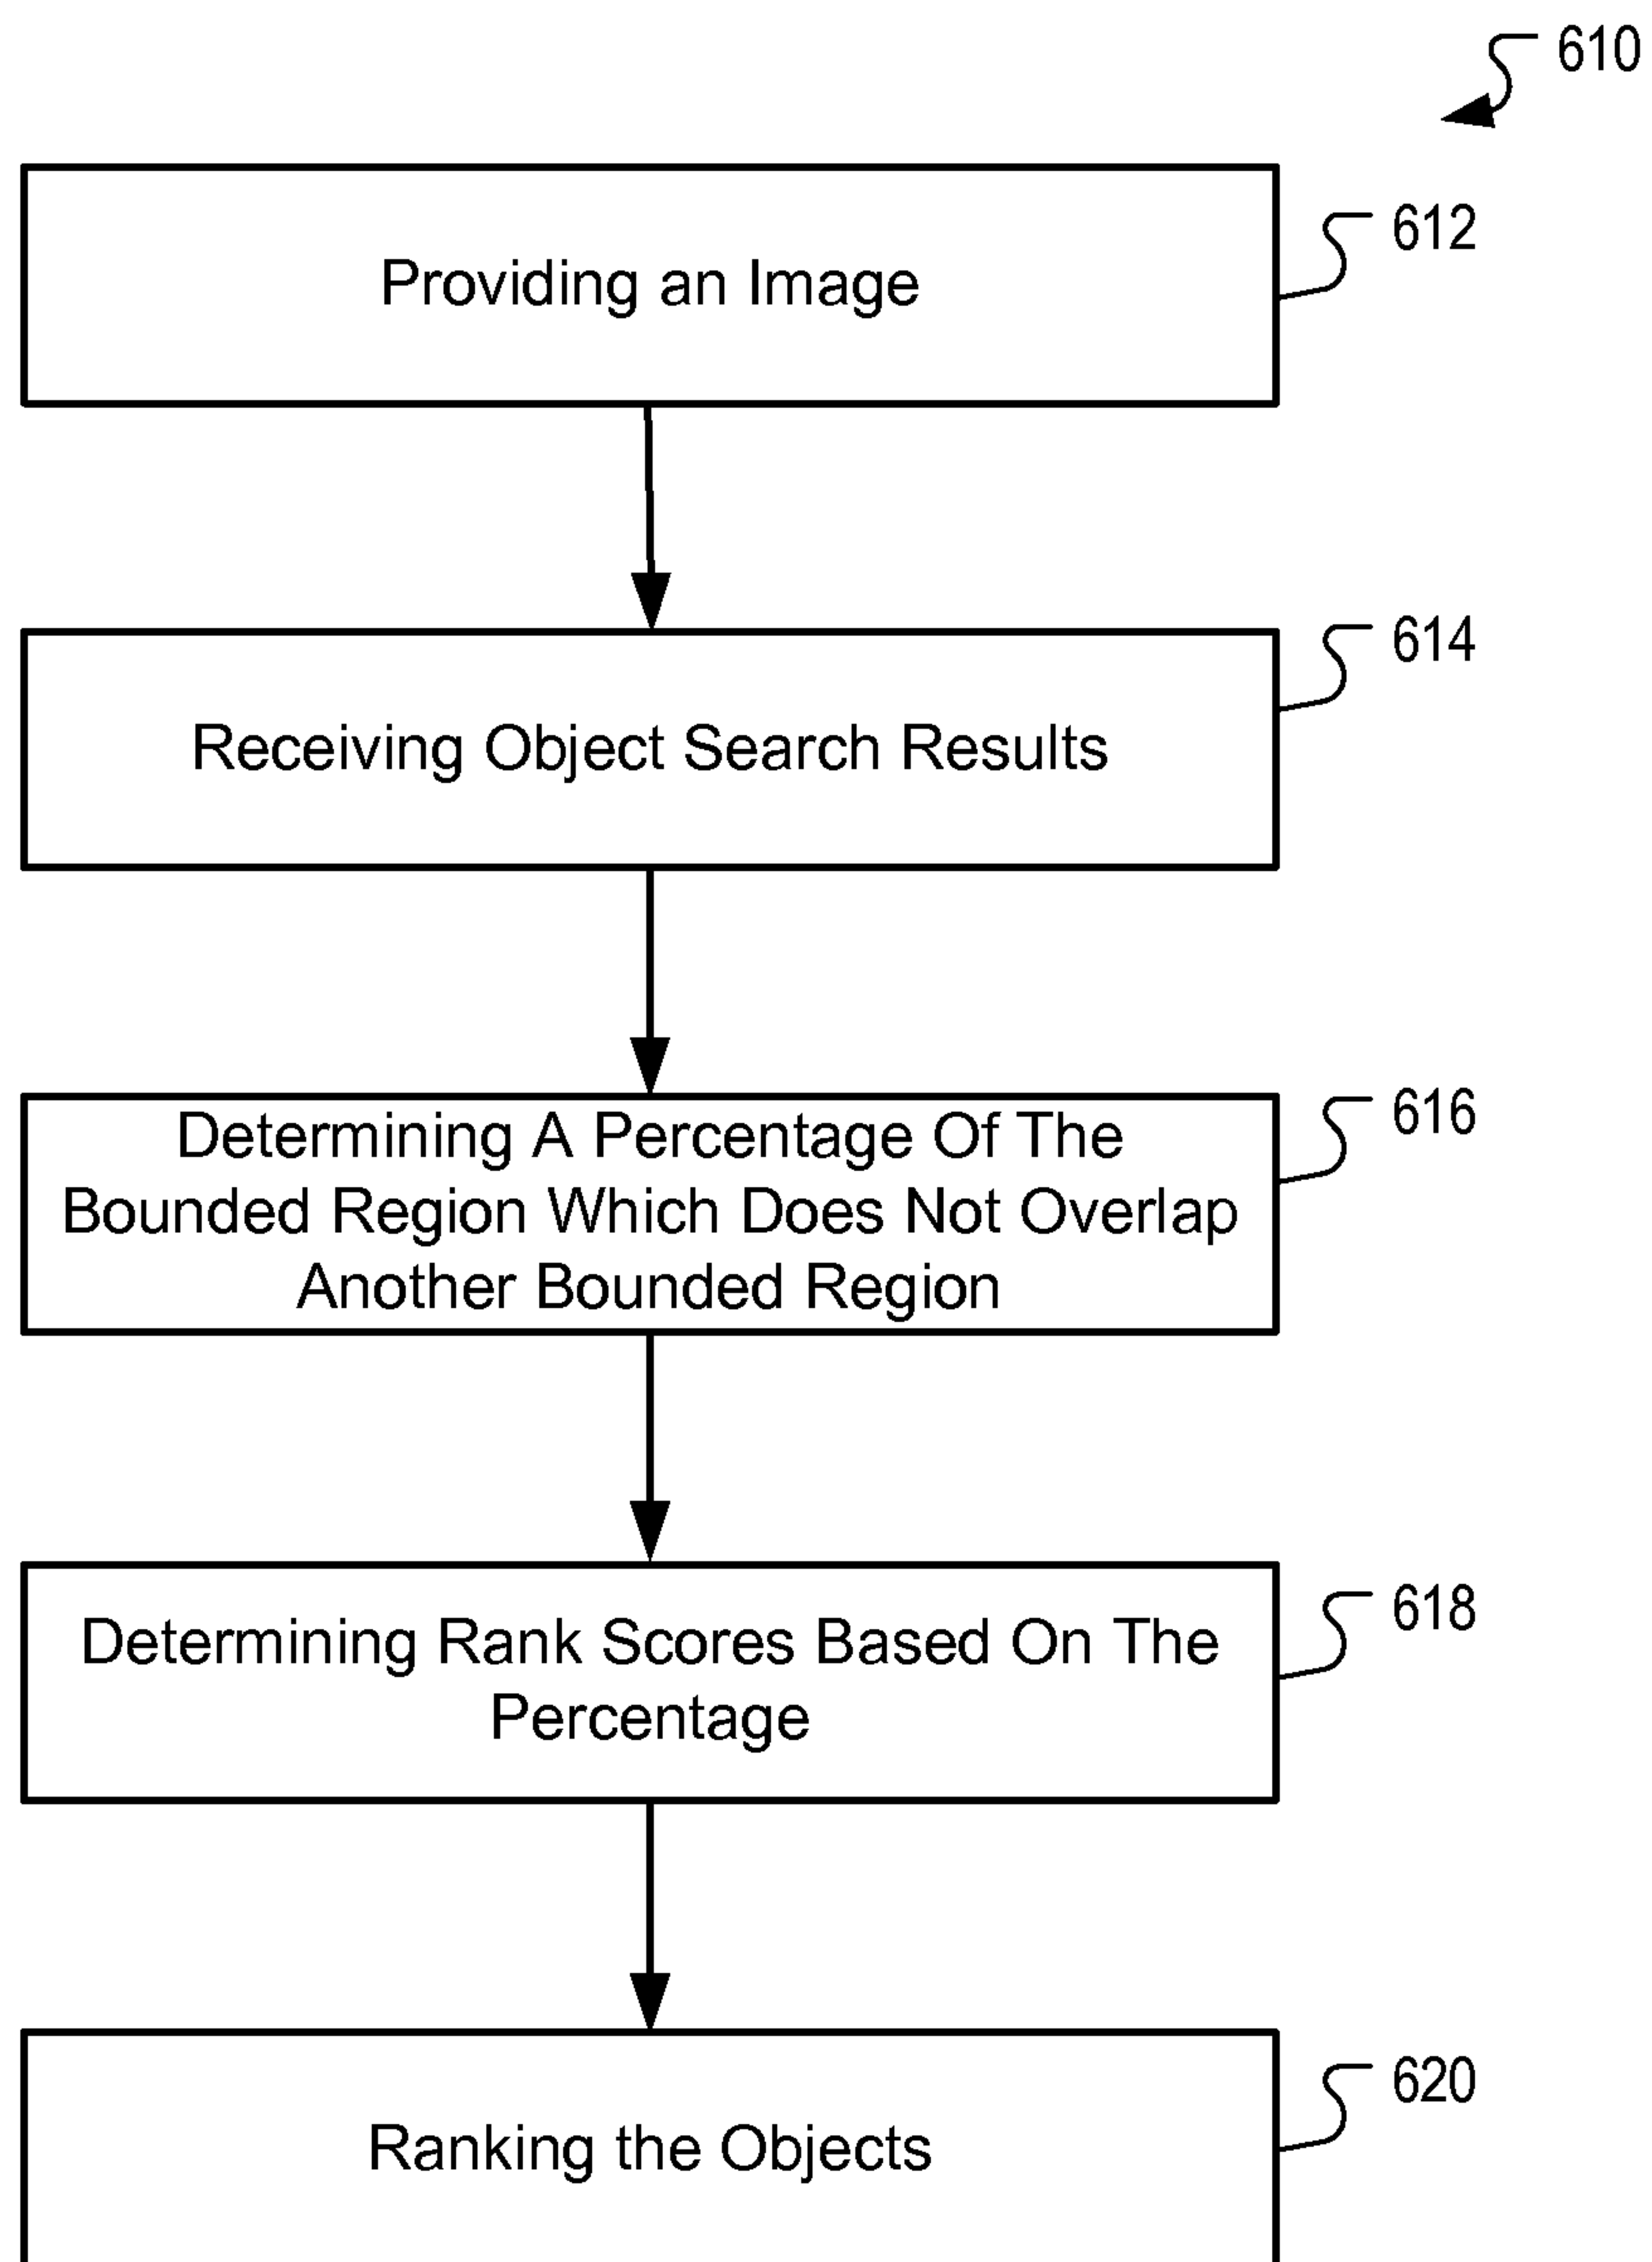 610
Providing an Image
612
Receiving Object Search Results
614
Determining A Percentage Of The
Bounded Region Which Does Not Overlap
Another Bounded Region
616
Determining Rank Scores Based On The
Percentage
618
Ranking the Objects
620